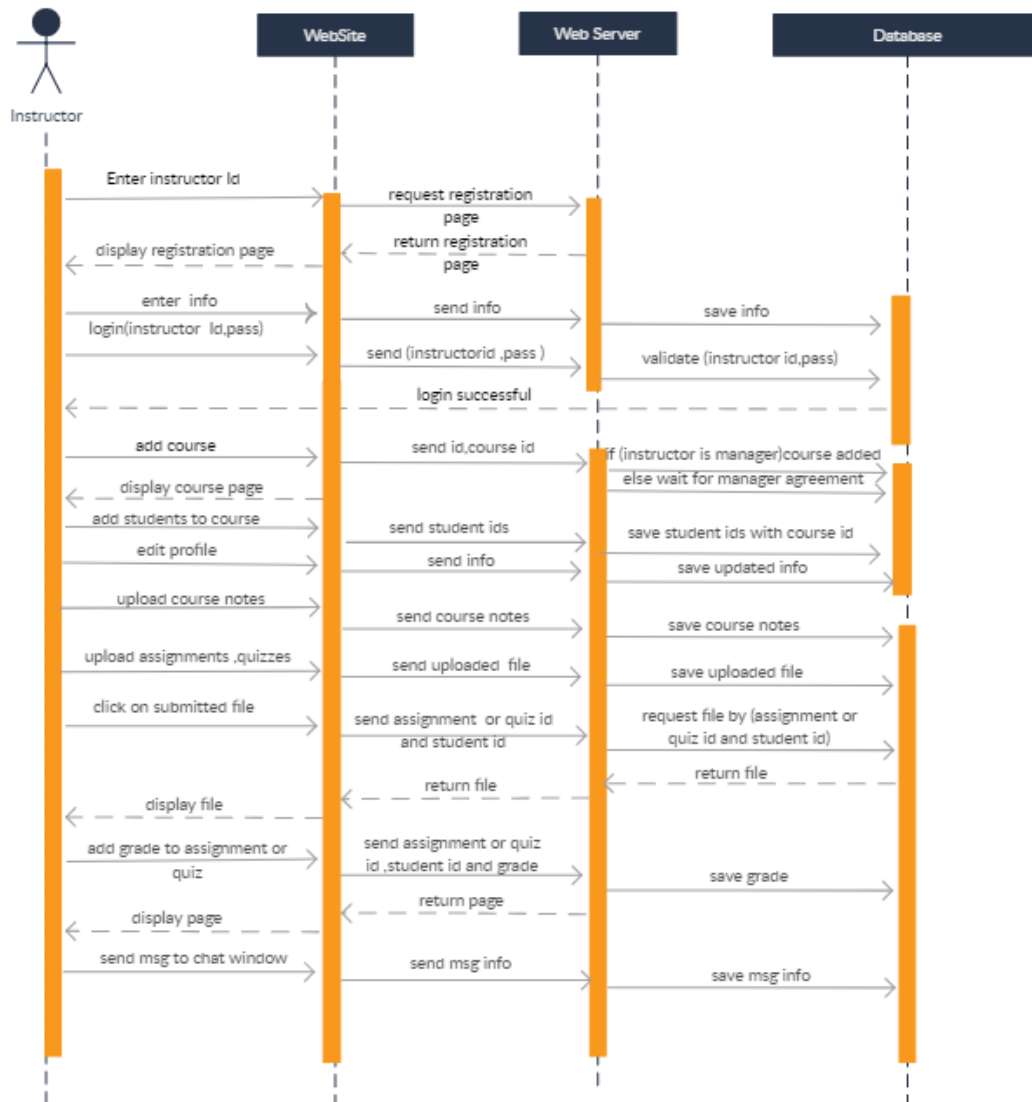 WebSite
Web Server
Database
Instructor
Enter instructor Id
request registration
page
return registration
page
display registration page
enter info
send info
save info
login(instructor Id,pass)
send (instructorid ,pass )
validate (instructor id,pass)
login successful
add course
send id,course id
if (instructor is manager)course added
else wait for manager agreement
display course page
add students to course
send student ids
save student ids with course id
edit profile
send info
save updated info
upload course notes
send course notes
save course notes
upload assignments ,quizzes
send uploaded file
save uploaded file
click on submitted file
send assignment or quiz id
and student id
request file by (assignment or
quiz id and student id)
return file
return file
display file
add grade to assignment or
quiz
send assignment or quiz
id ,student id and grade
save grade
return page
display page
send msg to chat window
send msg info
save msg info